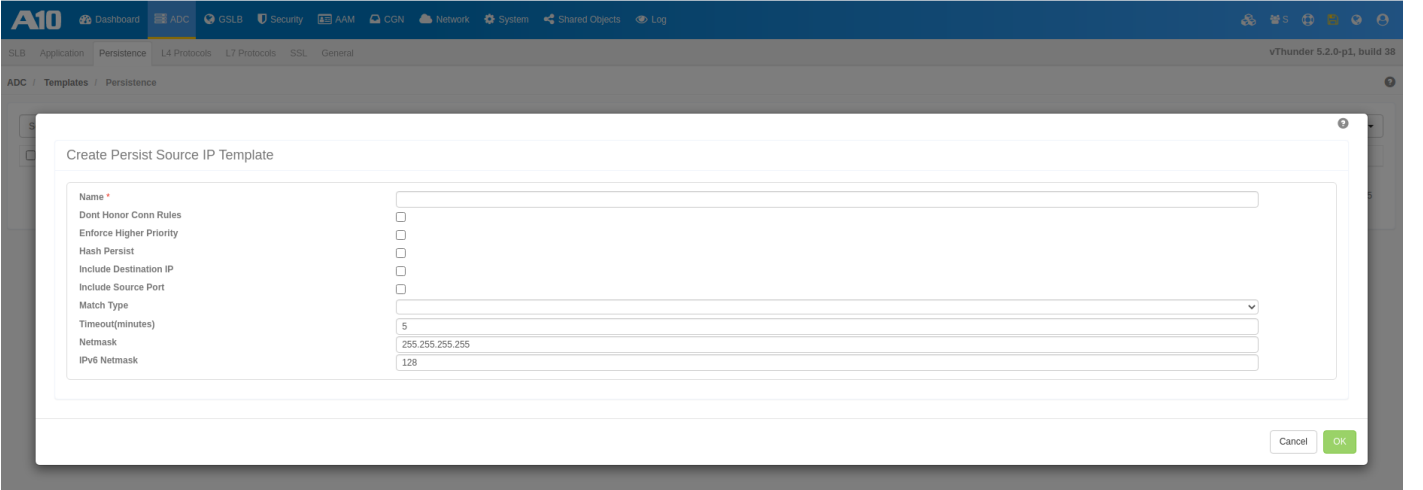 A10 Dashboard ADC GSLB Security AAM CGN Network System Shared Objects Log S
SLB Application Persistence L4 Protocols L7 Protocols SSL General vThunder 5.2.0-p1, build 38
ADC / Templates / Persistence
Create Persist Source IP Template
Name *
Dont Honor Conn Rules
Enforce Higher Priority
Hash Persist
Include Destination IP
Include Source Port
Match Type
Timeout(minutes) 5
Netmask 255.255.255.255
IPv6 Netmask 128
Cancel OK